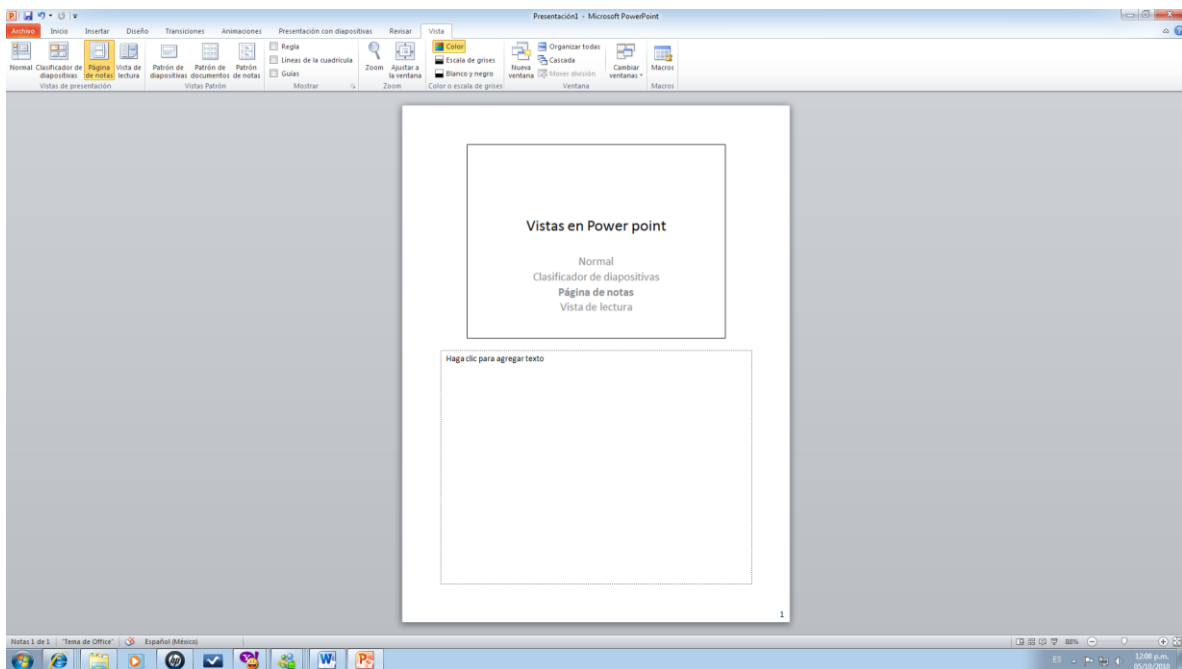 Presentación1 - Microsoft PowerPoint
Archivo Inicio Insertar Diseño Transiciones Animaciones Presentación con diapositivas Revisar Vista
Normal Clasificador de diapositivas Página de notas Vista de lectura
Vistas de presentación
Patrón de diapositivas Patrón de documentos Patrón de notas
Vistas Patrón
Regla
Líneas de la cuadrícula
Guías
Mostrar
Zoom Ajustar a la ventana
Zoom
Color
Escala de grises
Blanco y negro
Color o escala de grises
Nueva ventana
Organizar todas
Cascada
Mover división
Cambiar ventanas
Ventana
Macros
Macros
Vistas en Power point
Normal
Clasificador de diapositivas
Página de notas
Vista de lectura
Haga clic para agregar texto
1
Notas 1 de 1 "Tema de Office" Español (México) 88%
ES 12:00 p.m.
05/10/2010